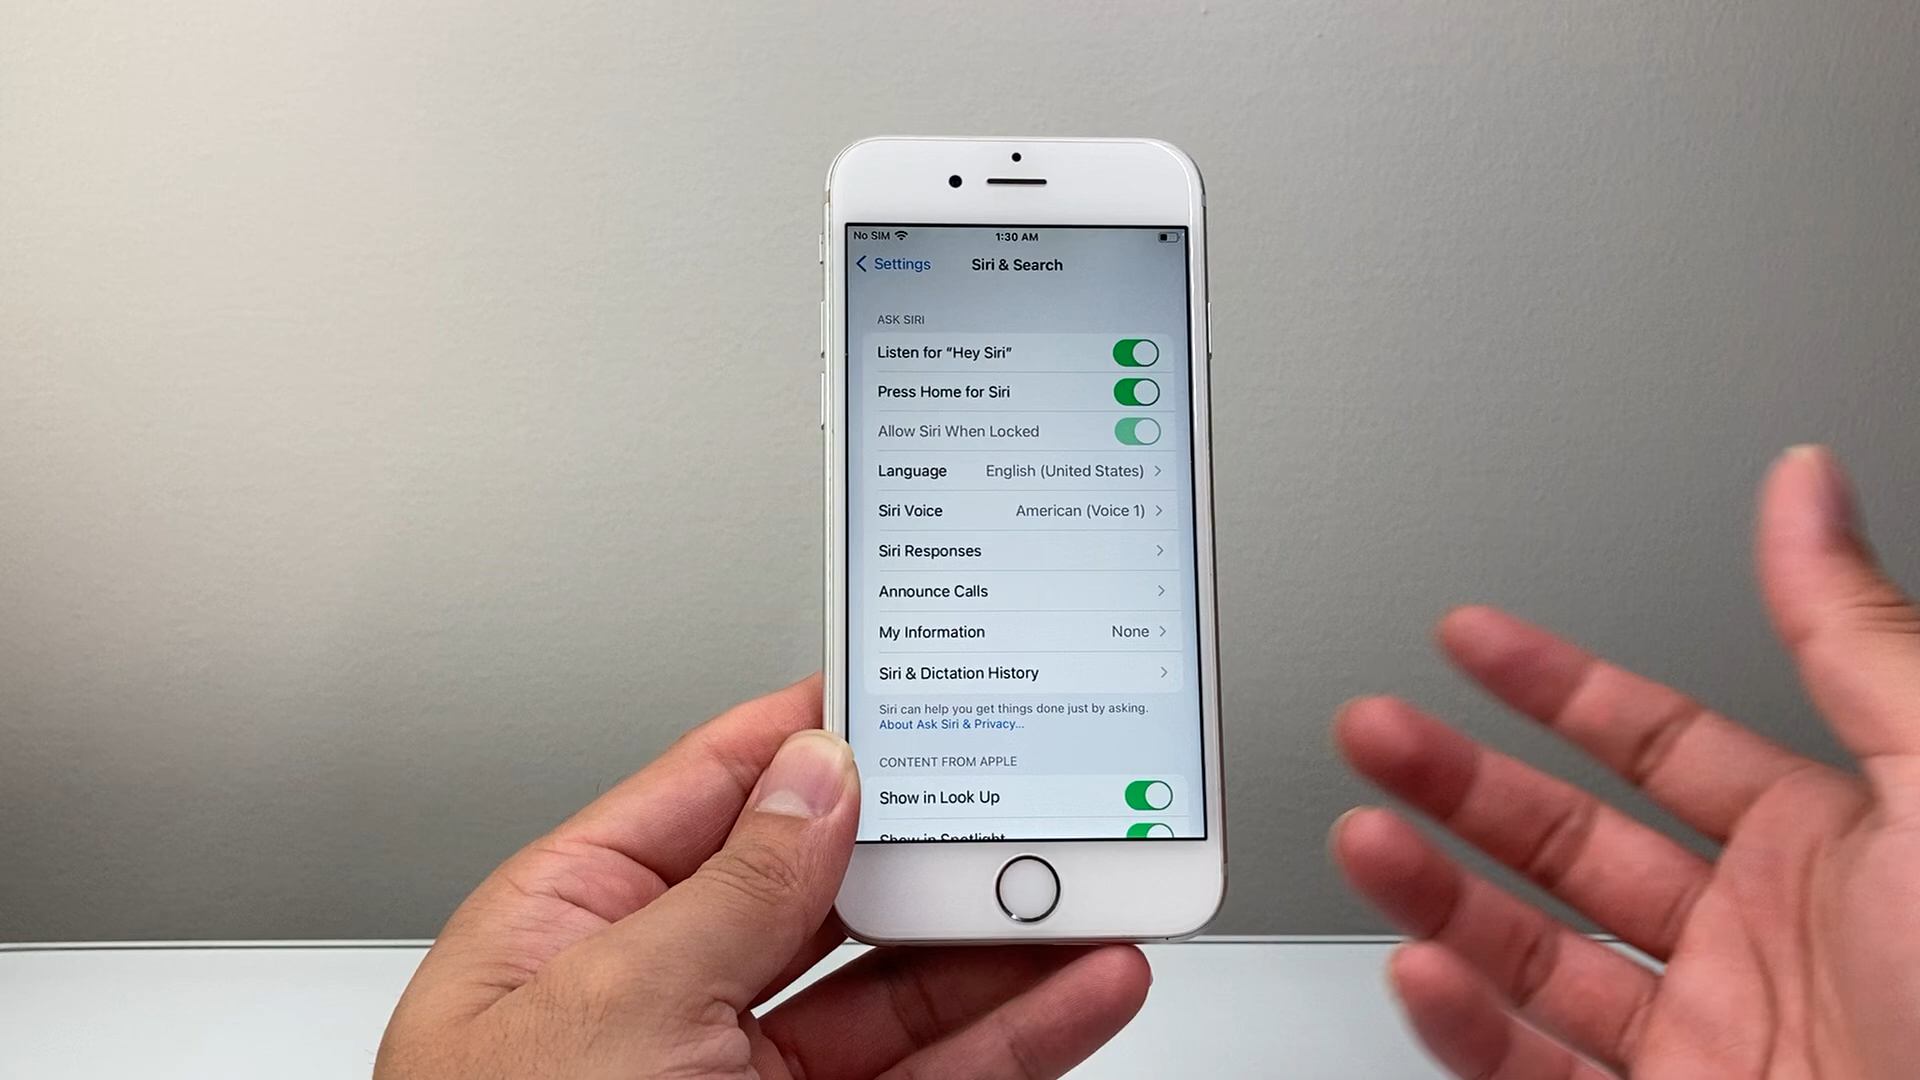 No SIM 1:30 AM
Settings Siri & Search
ASK SIRI
Listen for “Hey Siri”
Press Home for Siri
Allow Siri When Locked
Language English (United States)
Siri Voice American (Voice 1)
Siri Responses
Announce Calls
My Information None
Siri & Dictation History
Siri can help you get things done just by asking.
About Ask Siri & Privacy...
CONTENT FROM APPLE
Show in Look Up
Show in Spotlight